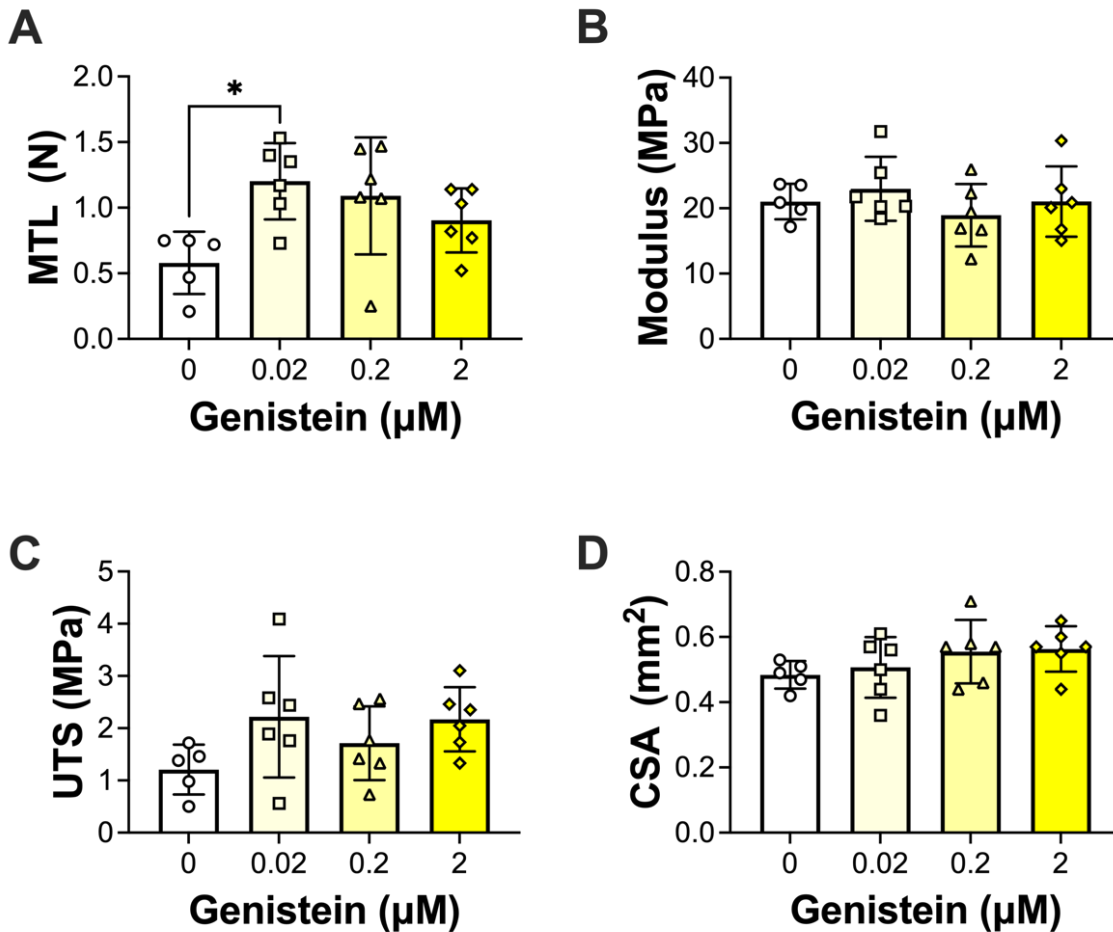 A
MTL (N)
2.0
1.5
1.0
0.5
0.0
*
0 0.02 0.2 2
Genistein (µM)
B
Modulus (MPa)
40
30
20
10
0
0 0.02 0.2 2
Genistein (µM)
C
UTS (MPa)
5
4
3
2
1
0
0 0.02 0.2 2
Genistein (µM)
D
CSA (mm²)
0.8
0.6
0.4
0.2
0.0
0 0.02 0.2 2
Genistein (µM)